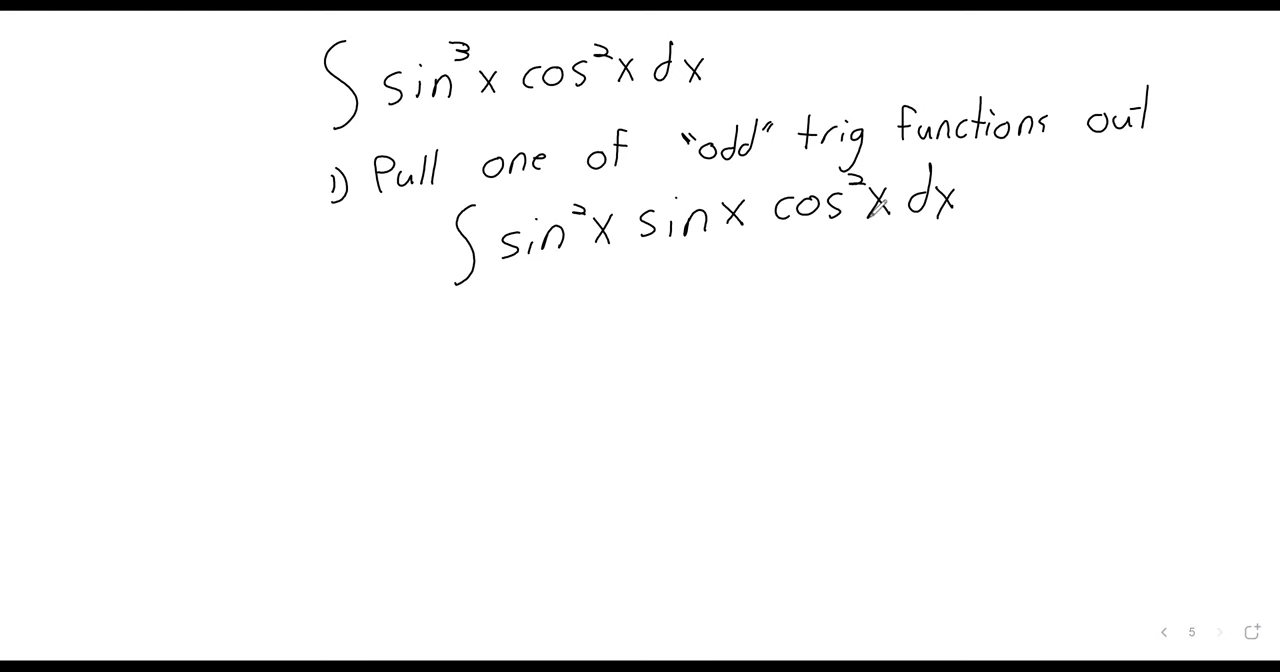 ∫ sin³x cos²x dx
1) Pull one of "odd" trig functions out
∫ sin²x sin x cos²x dx
< 5 >